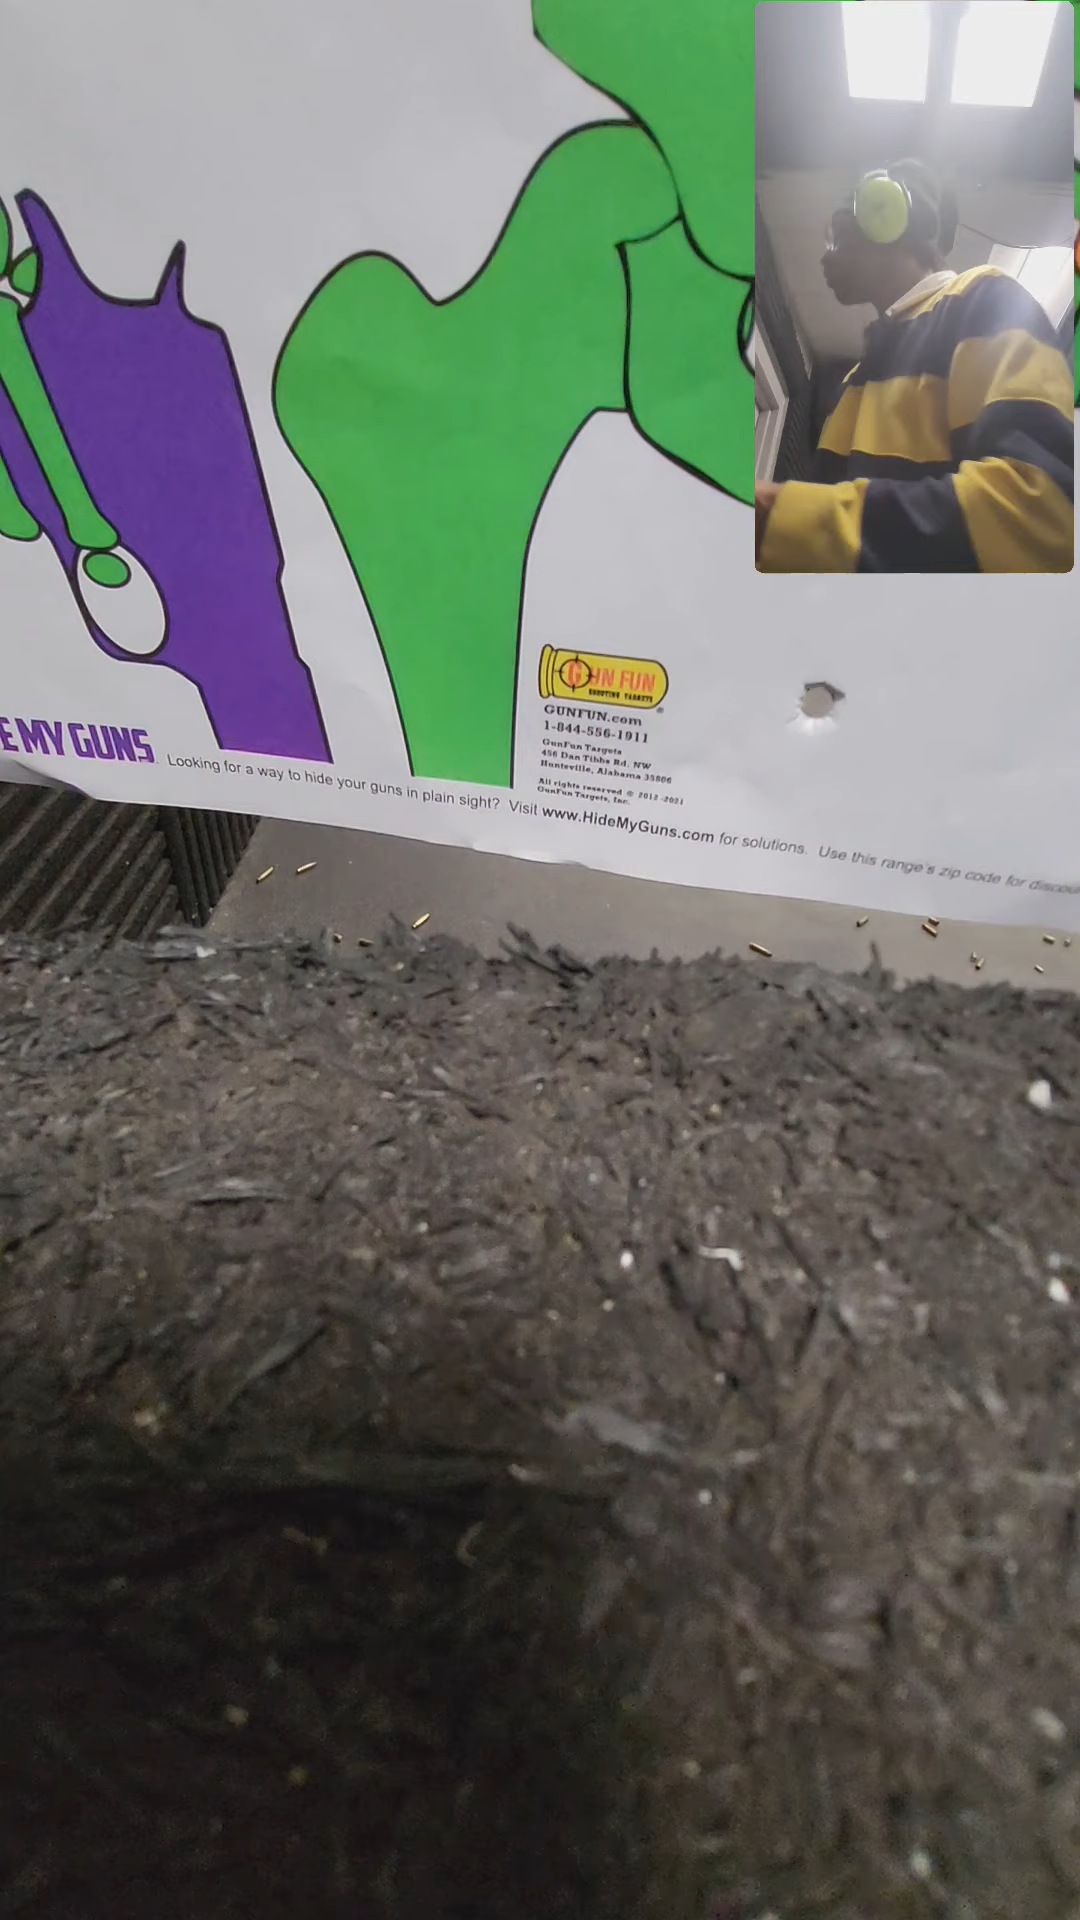 GUN FUN
SHOOTING TARGETS
®
GUNFUN.com
1-844-556-1911
GunFun Targets
456 Dan Tibbs Rd. NW
Huntsville, Alabama 35806
All rights reserved © 2012-2021
GunFun Targets, Inc.
E MY GUNS. Looking for a way to hide your guns in plain sight? Visit www.HideMyGuns.com for solutions. Use this range's zip code for discou